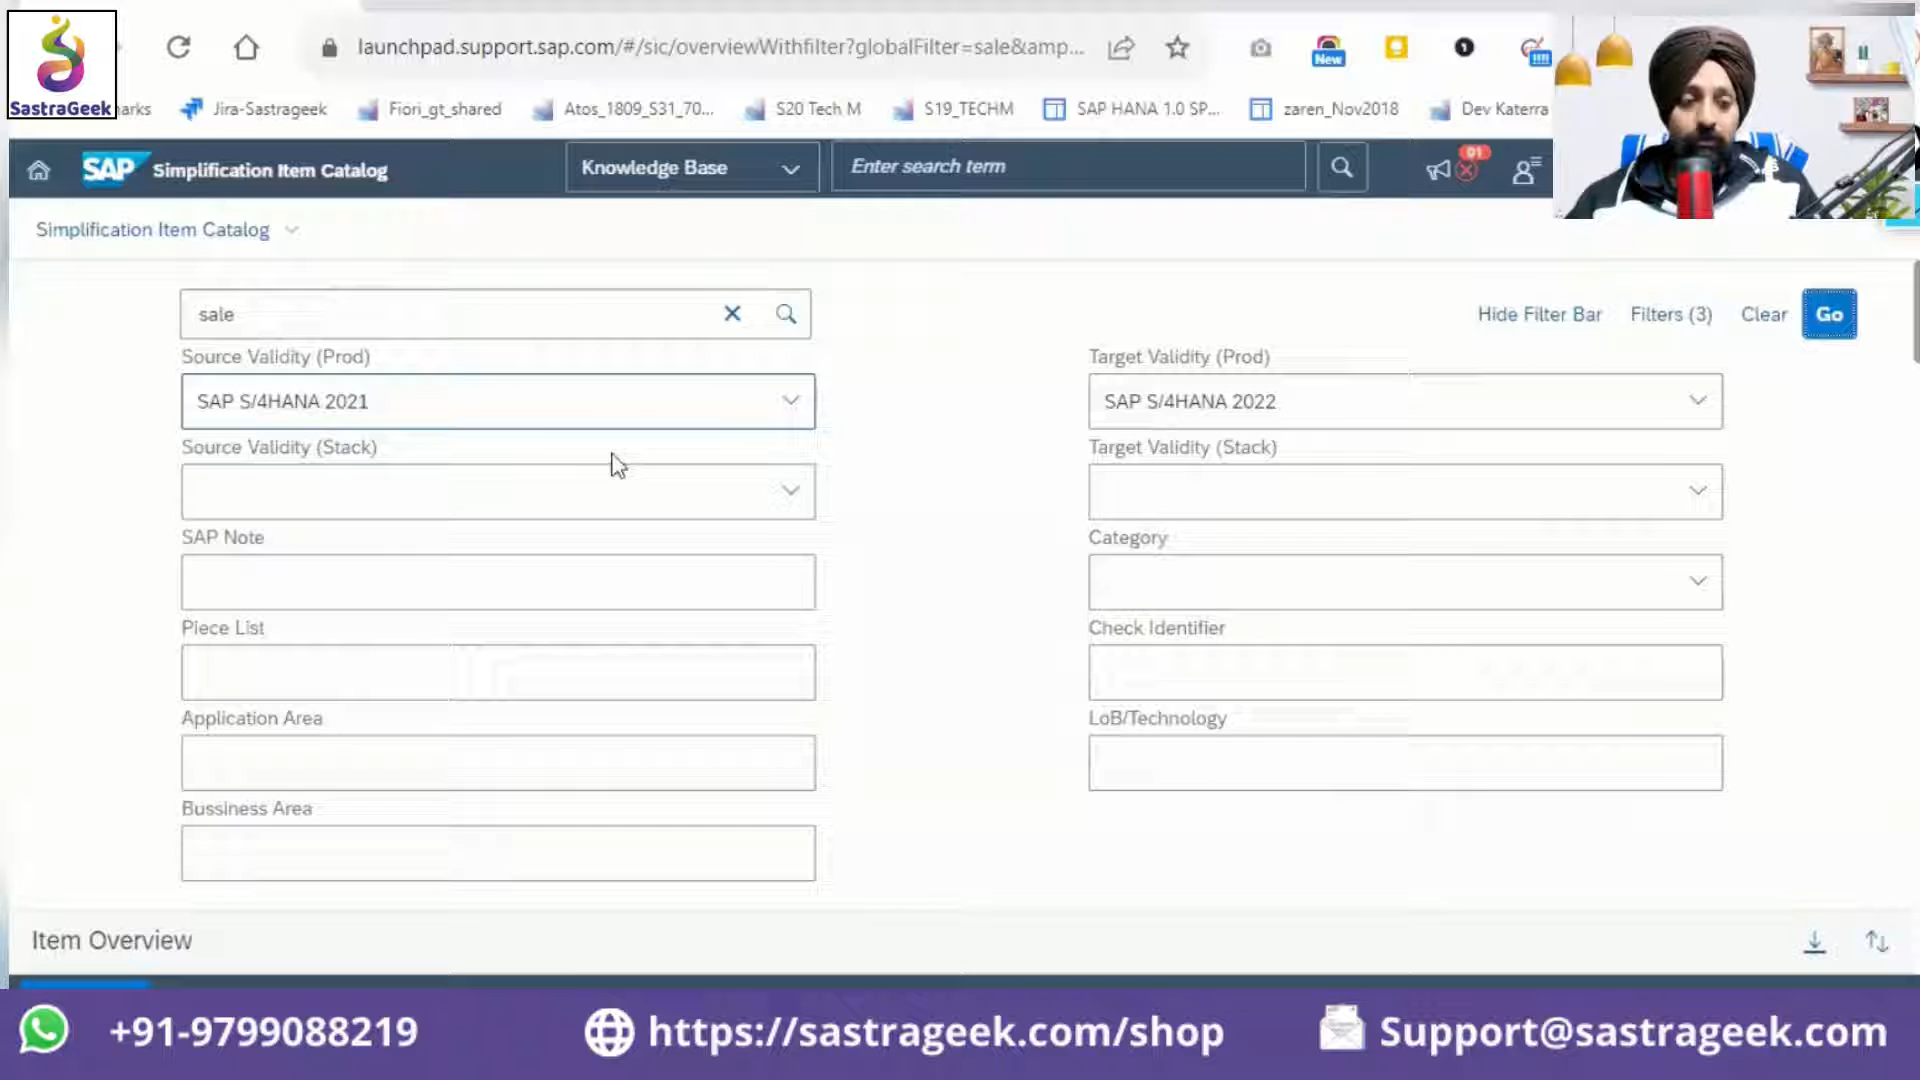 SastraGeek
launchpad.support.sap.com/#/sic/overviewWithfilter?globalFilter=sale&amp...
New
arks
Jira-Sastrageek
Fiori_gt_shared
Atos_1809_S31_70...
S20 Tech M
S19_TECHM
SAP HANA 1.0 SP...
zaren_Nov2018
Dev Katerra
SAP Simplification Item Catalog
Knowledge Base
Enter search term
01
Simplification Item Catalog
sale
Hide Filter Bar Filters (3) Clear Go
Source Validity (Prod)
Target Validity (Prod)
SAP S/4HANA 2021
SAP S/4HANA 2022
Source Validity (Stack)
Target Validity (Stack)
SAP Note
Category
Piece List
Check Identifier
Application Area
LoB/Technology
Bussiness Area
Item Overview
+91-9799088219
https://sastrageek.com/shop
Support@sastrageek.com